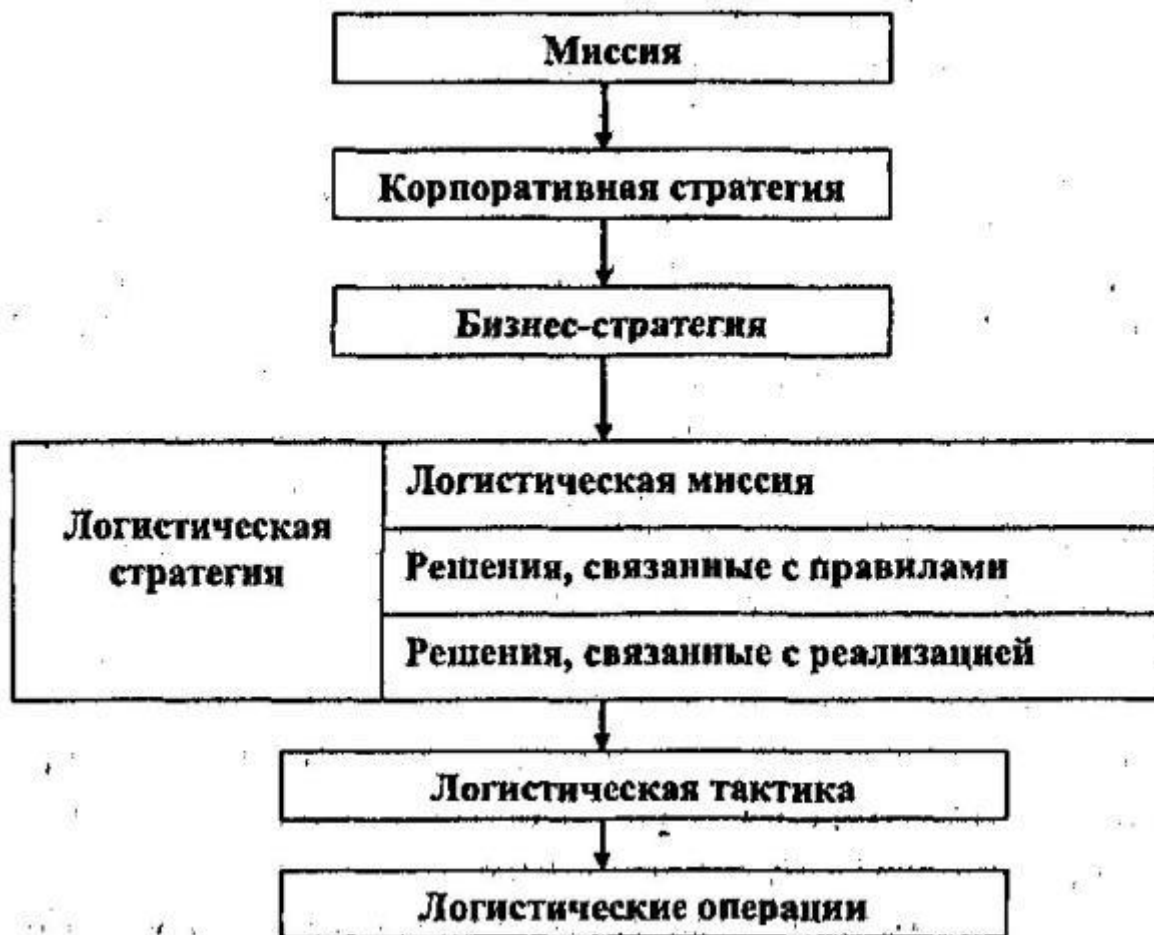 Миссия
Корпоративная стратегия
Бизнес-стратегия
Логистическая
стратегия
Логистическая миссия
Решения, связанные с правилами
Решения, связанные с реализацией
Логистическая тактика
Логистические операции